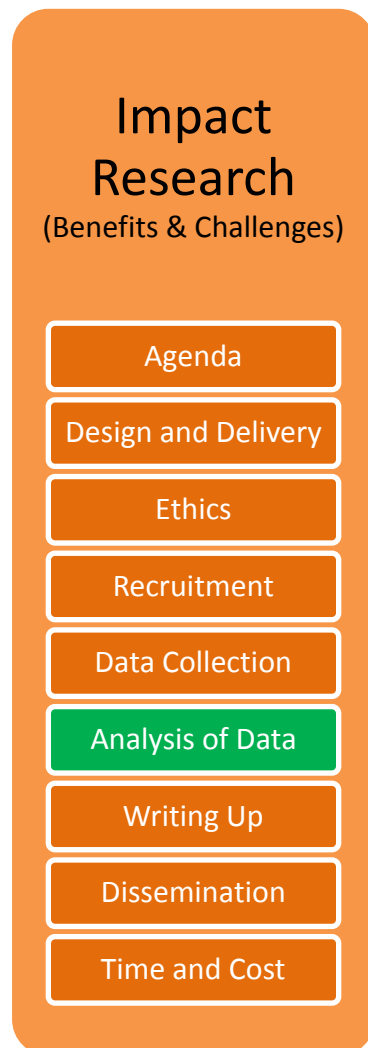 Impact
Research
(Benefits & Challenges)
Agenda
Design and Delivery
Ethics
Recruitment
Data Collection
Analysis of Data
Writing Up
Dissemination
Time and Cost